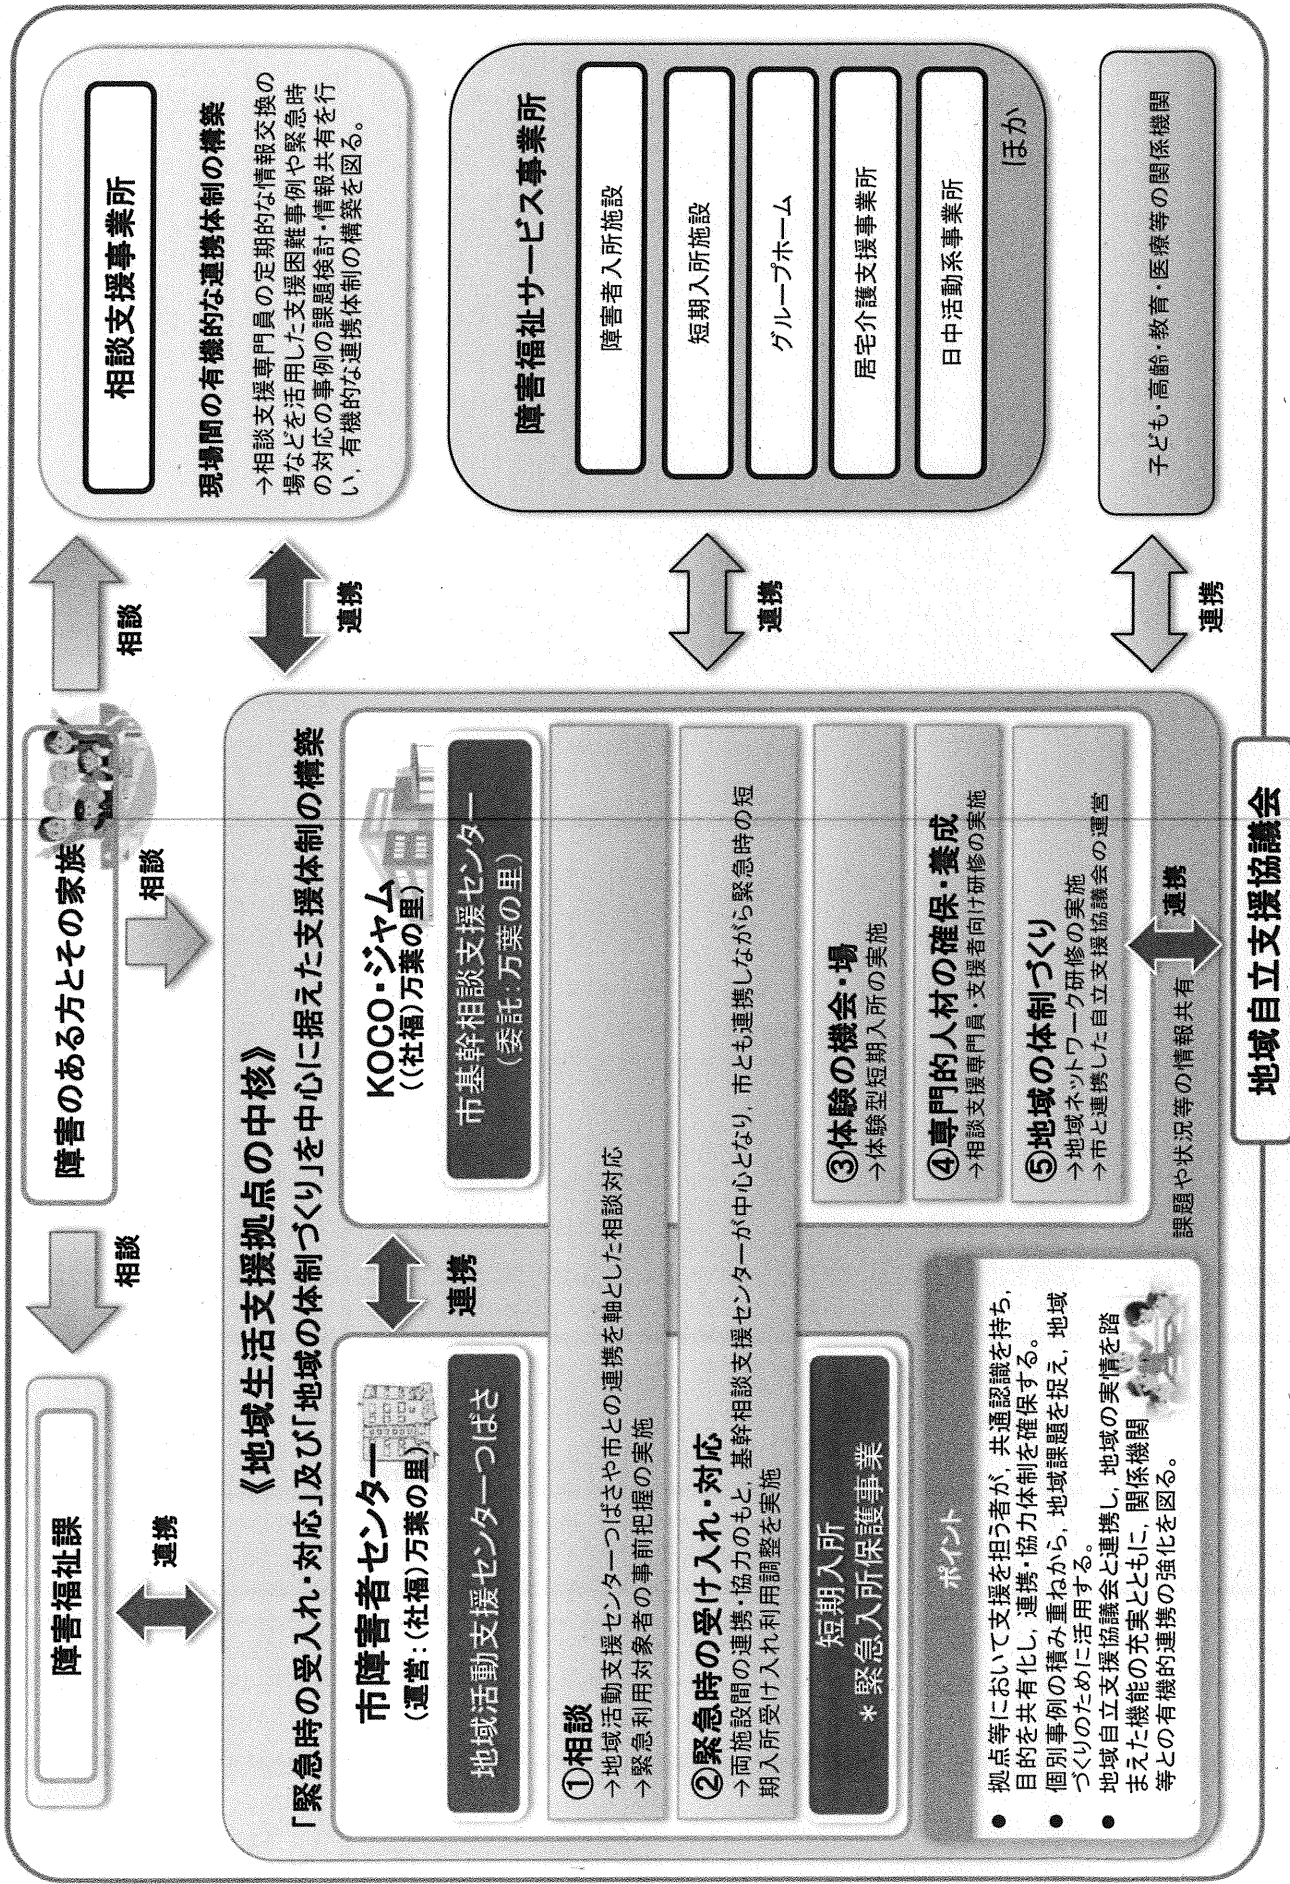 障害福祉課
連携
相談
障害のある方とその家族
相談
相談
相談支援事業所
現場間の有機的な連携体制の構築
→相談支援専門員の定期的な情報交換の
場などを活用した支援困難事例や緊急時
の対応の事例の課題検討・情報共有を行
い，有機的な連携体制の構築を図る。
連携
《地域生活支援拠点の中核》
「緊急時の受入れ・対応」及び「地域の体制づくり」を中心に据えた支援体制の構築
市障害者センター
(運営：(社福)万葉の里)
地域活動支援センターつばさ
連携
KOCO・ジャム
((社福)万葉の里)
市基幹相談支援センター
(委託：万葉の里)
①相談
→地域活動支援センターつばさや市との連携を軸とした相談対応
→緊急利用対象者の事前把握の実施
②緊急時の受け入れ・対応
→両施設間の連携・協力のもと，基幹相談支援センターが中心となり，市とも連携しながら緊急時の短
期入所受け入れ利用調整を実施
短期入所
＊緊急入所保護事業
③体験の機会・場
→体験型短期入所の実施
④専門的人材の確保・養成
→相談支援専門員・支援者向け研修の実施
⑤地域の体制づくり
→地域ネットワーク研修の実施
→市と連携した自立支援協議会の運営
ポイント
● 拠点等において支援を担う者が，共通認識を持ち，
目的を共有化し，連携・協力体制を確保する。
● 個別事例の積み重ねから，地域課題を捉え，地域
づくりのために活用する。
● 地域自立支援協議会と連携し，地域の実情を踏
まえた機能の充実とともに，関係機関
等との有機的連携の強化を図る。
課題や状況等の情報共有
連携
地域自立支援協議会
連携
障害福祉サービス事業所
障害者入所施設
短期入所施設
グループホーム
居宅介護支援事業所
日中活動系事業所
ほか
連携
子ども・高齢・教育・医療等の関係機関